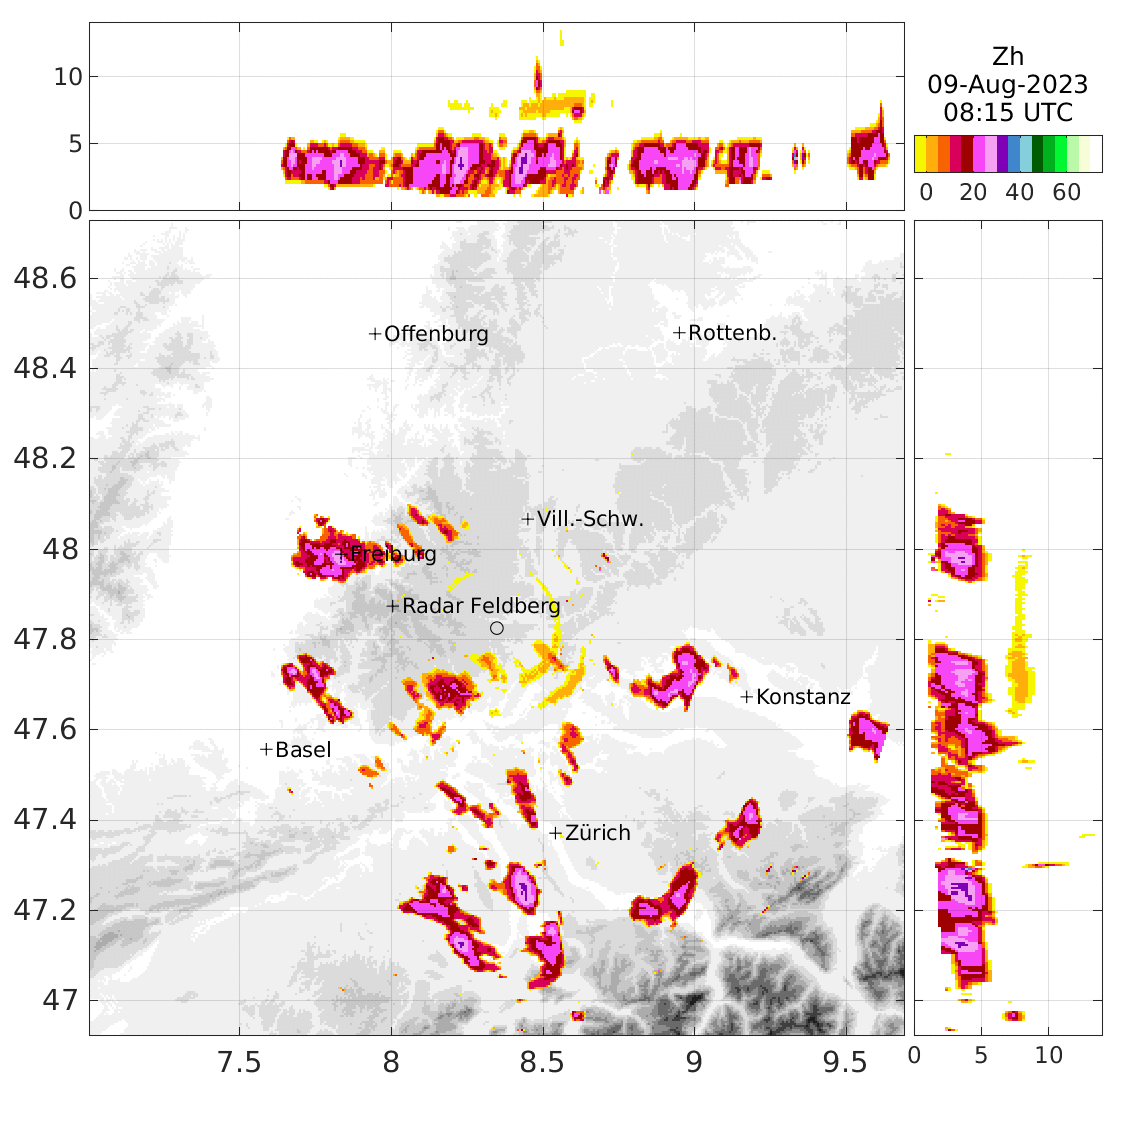 10
5
0
Zh
09-Aug-2023
08:15 UTC
0 20 40 60
48.6
48.4
48.2
48
47.8
47.6
47.4
47.2
47
+Offenburg
+Rottenb.
+Vill.-Schw.
+Freiburg
+Radar Feldberg
+Konstanz
+Basel
+Zürich
7.5 8 8.5 9 9.5
0 5 10